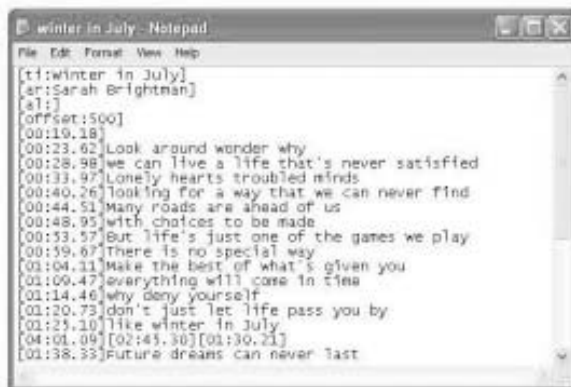 winter in July - Notepad
File Edit Format View Help
[ti:Winter in July]
[ar:Sarah Brightman]
[al:]
[offset:500]
[00:19.18]
[00:23.62]Look around wonder why
[00:28.98]we can live a life that's never satisfied
[00:33.97]Lonely hearts troubled minds
[00:40.26]looking for a way that we can never find
[00:44.51]Many roads are ahead of us
[00:48.95]with choices to be made
[00:53.57]But life's just one of the games we play
[00:59.67]There is no special way
[01:04.11]Make the best of what's given you
[01:09.47]everything will come in time
[01:14.46]why deny yourself
[01:20.73]don't just let life pass you by
[01:25.10]like winter in July
[04:01.09][02:45.30][01:30.21]
[01:38.33]Future dreams can never last